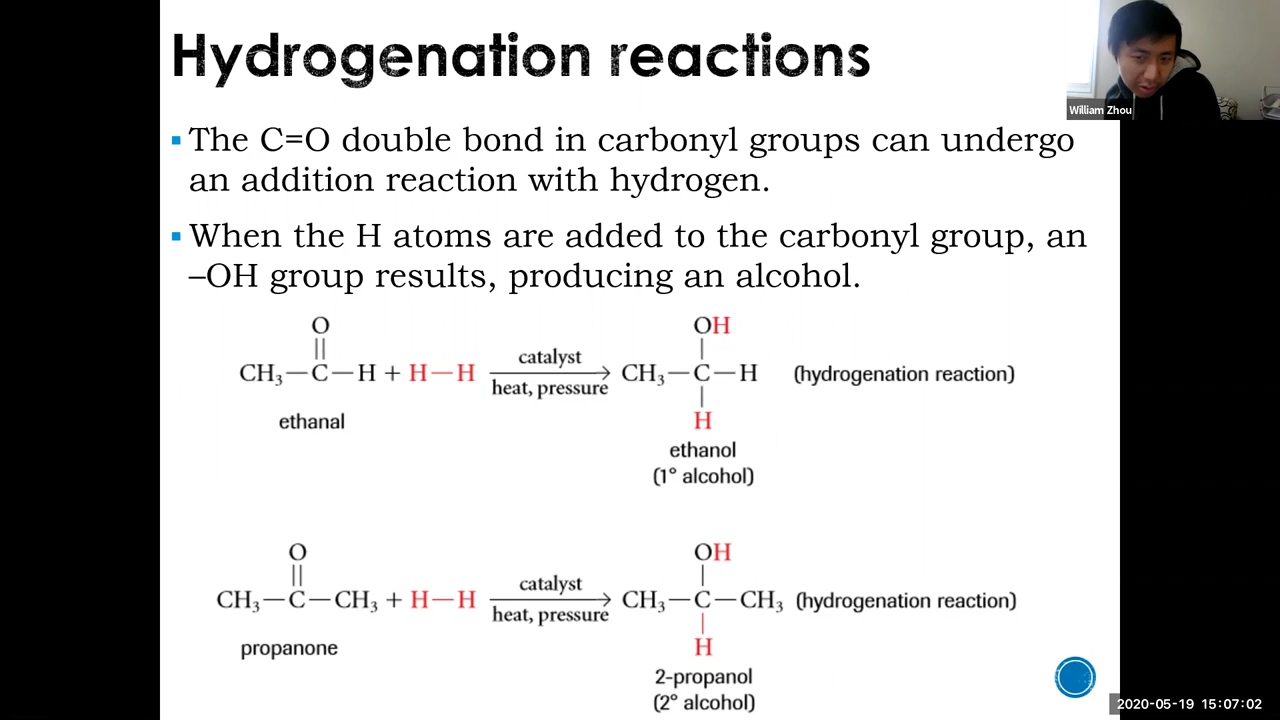 Hydrogenation reactions
William Zhou
▪ The C=O double bond in carbonyl groups can undergo
an addition reaction with hydrogen.
▪ When the H atoms are added to the carbonyl group, an
–OH group results, producing an alcohol.
O OH
||  |
CH₃—C—H + H—H catalyst CH₃—C—H (hydrogenation reaction)
heat, pressure
|
H
ethanal
ethanol
(1° alcohol)
O OH
||  |
CH₃—C—CH₃ + H—H catalyst CH₃—C—CH₃ (hydrogenation reaction)
heat, pressure
|
H
propanone
2-propanol
(2° alcohol)
2020-05-19 15:07:02